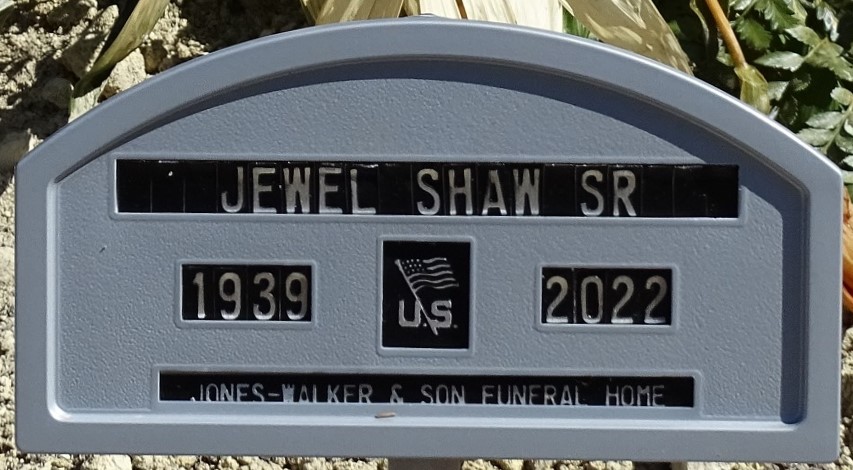 JEWEL SHAW SR
1939 U.S. 2022
JONES-WALKER & SON FUNERAL HOME